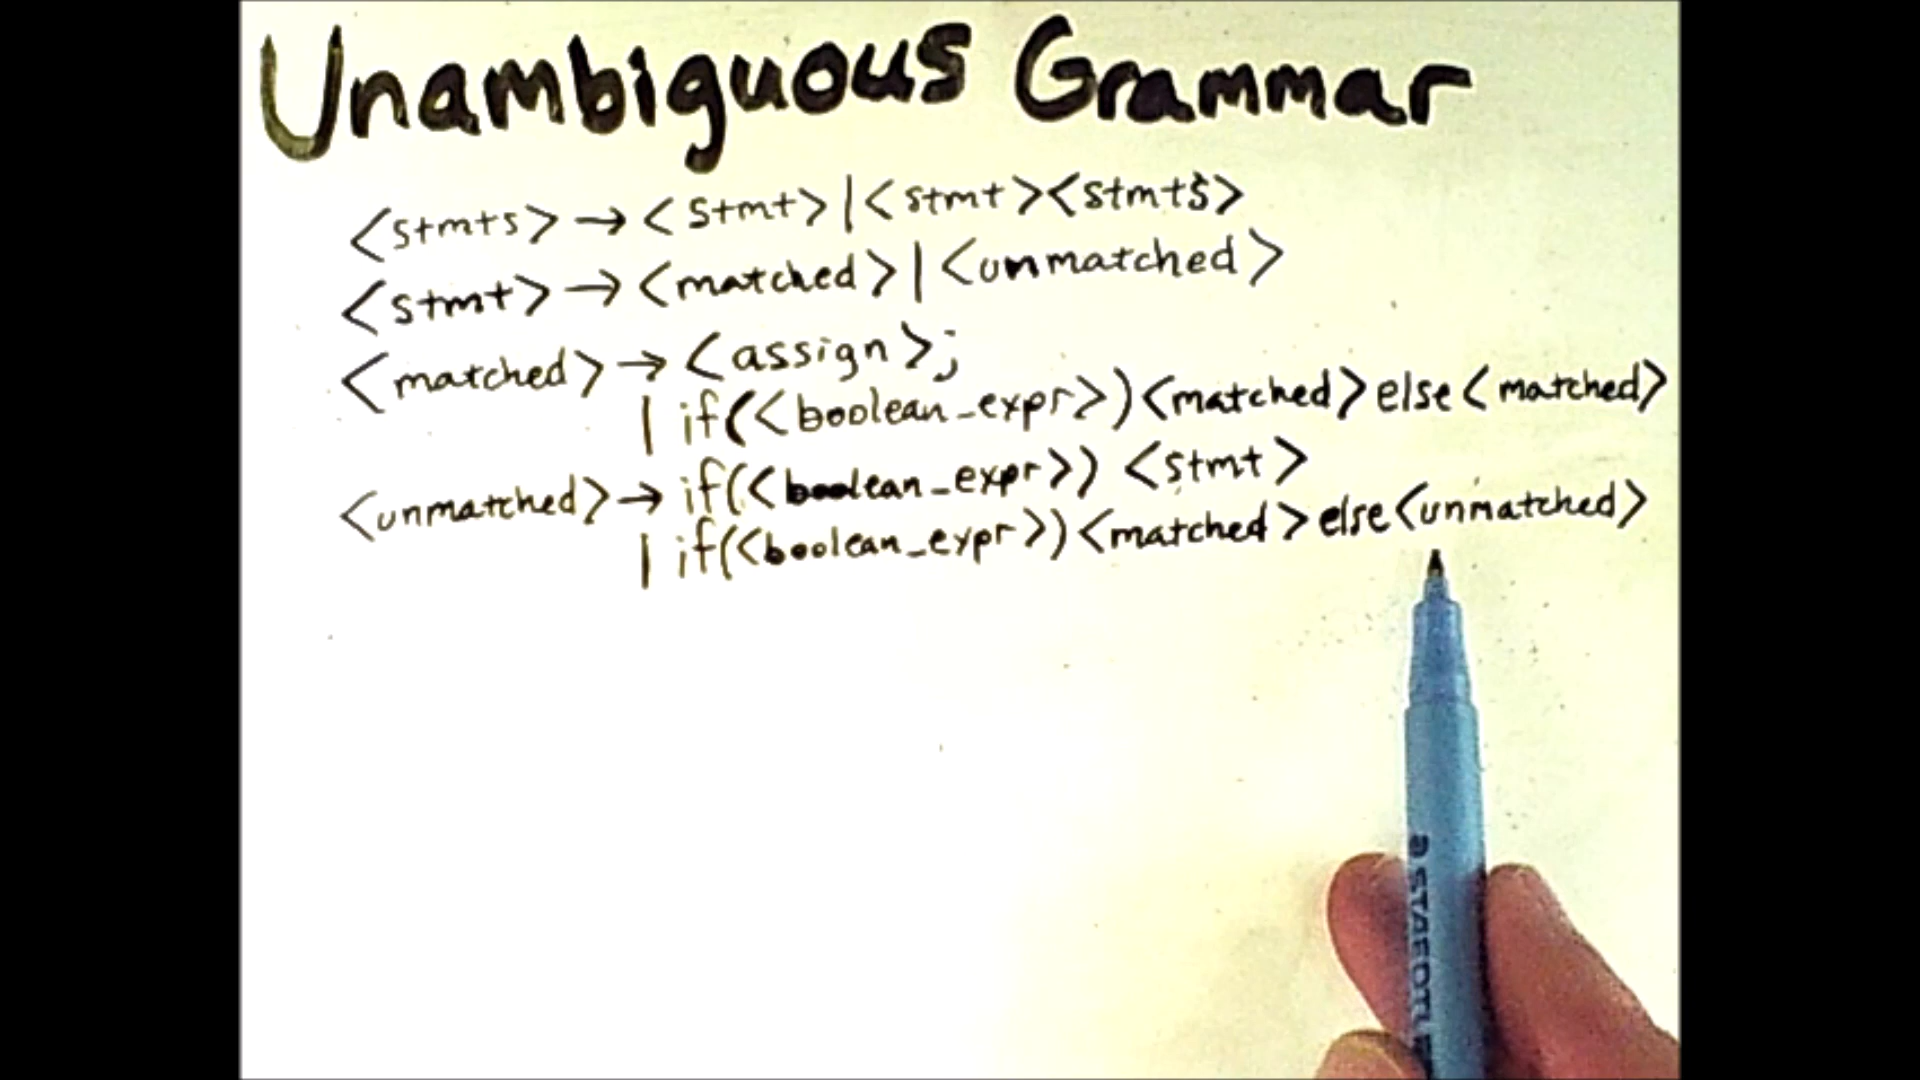 Unambiguous Grammar
<stmts> → <stmt> | <stmt><stmts>
<stmt> → <matched> | <unmatched>
<matched> → <assign>;
| if(<boolean_expr>)<matched>else<matched>
<unmatched> → if(<boolean_expr>) <stmt>
| if(<boolean_expr>)<matched>else<unmatched>
STAEDTLE